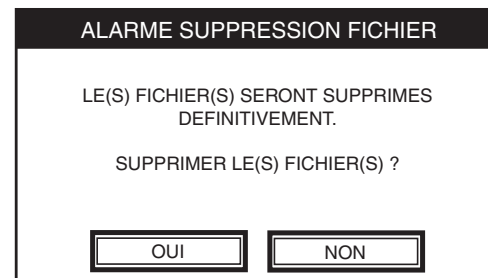 ALARME SUPPRESSION FICHIER
LE(S) FICHIER(S) SERONT SUPPRIMES
DEFINITIVEMENT.
SUPPRIMER LE(S) FICHIER(S) ?
OUI
NON